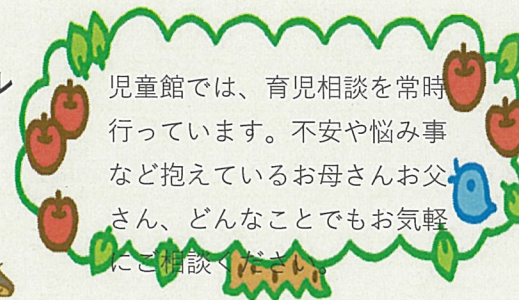 児童館では、育児相談を常時
行っています。不安や悩み事
など抱えているお母さんお父
さん、どんなことでもお気軽
にご相談ください。